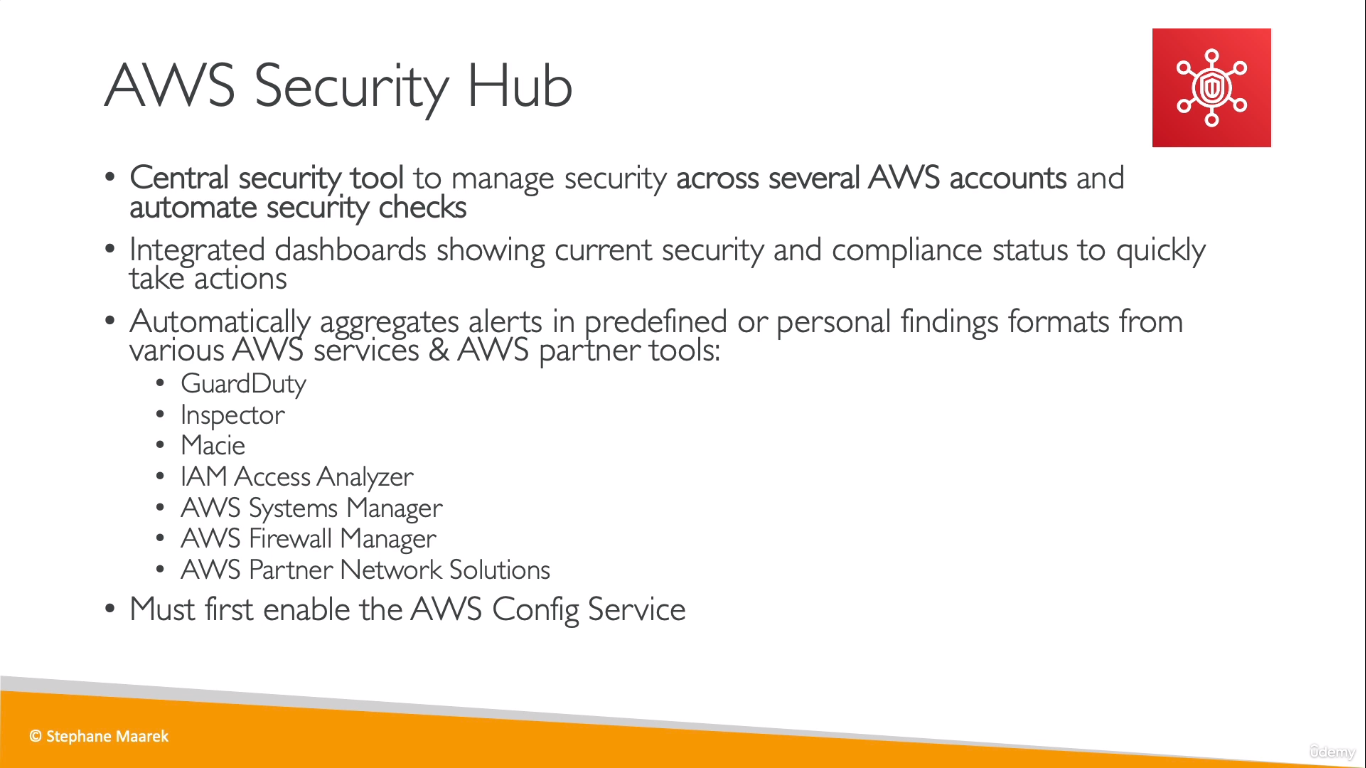 AWS Security Hub
• Central security tool to manage security across several AWS accounts and
automate security checks
• Integrated dashboards showing current security and compliance status to quickly
take actions
• Automatically aggregates alerts in predefined or personal findings formats from
various AWS services & AWS partner tools:
• GuardDuty
• Inspector
• Macie
• IAM Access Analyzer
• AWS Systems Manager
• AWS Firewall Manager
• AWS Partner Network Solutions
• Must first enable the AWS Config Service
© Stephane Maarek
ûdemy